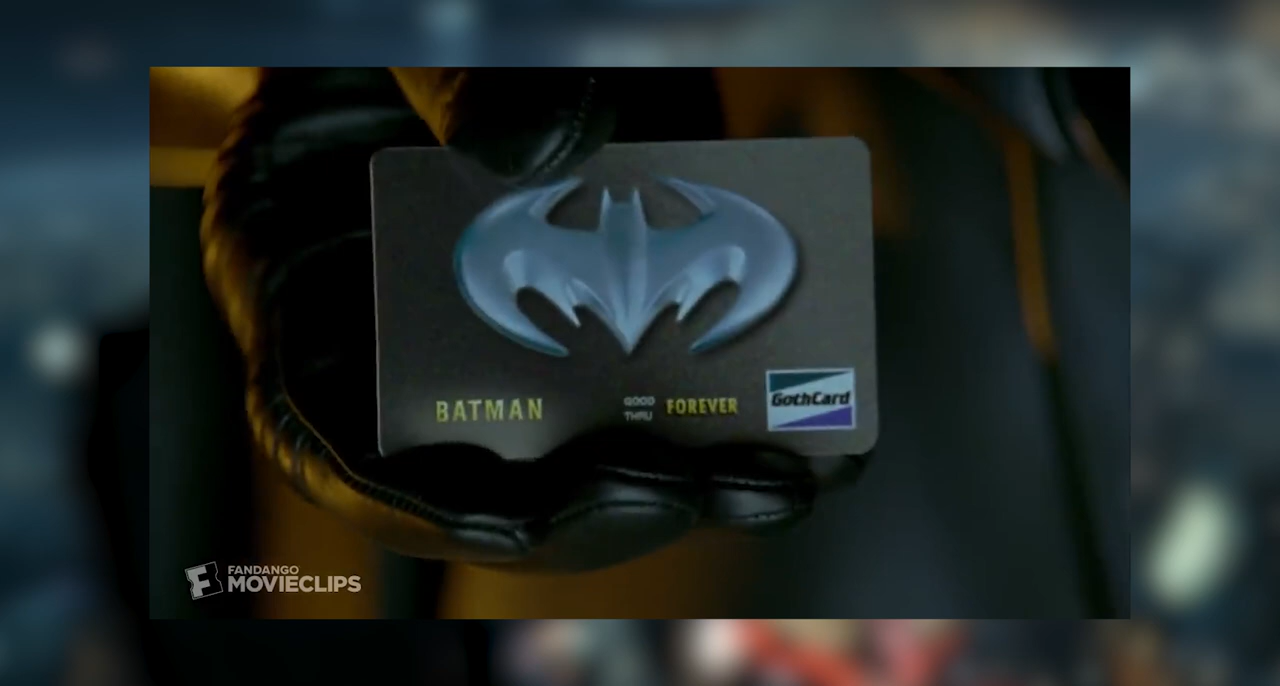 BATMAN
GOOD
THRU
FOREVER
GothCard
FANDANGO
MOVIECLIPS